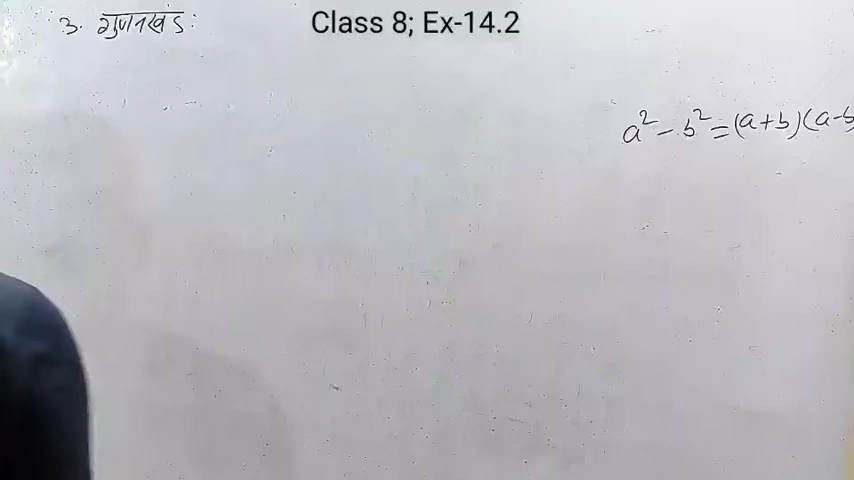 3. गुणनखंड:
Class 8; Ex-14.2
a² - b² = (a+b)(a-b